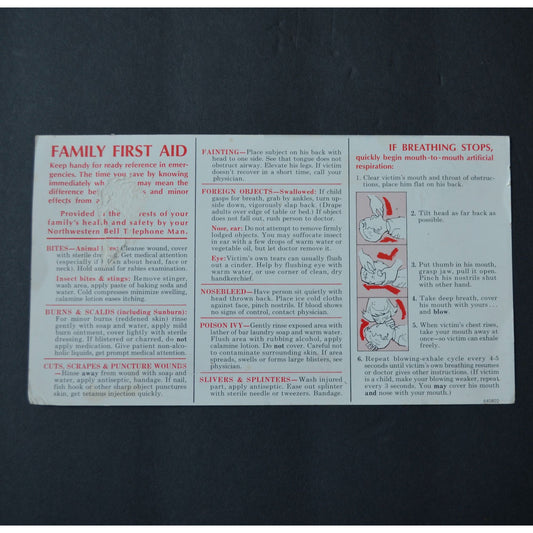 FAMILY FIRST AID
Keep handy for ready reference in emer-
gencies. The time you save by knowing
immediately may mean the
difference and minor
effects from
Provided in the of your
family's health and safety by your
Northwestern Bell Telephone Man.
BITES—Animal Cleanse wound, cover
with sterile Get medical attention
(especially about head, face or
neck). Hold animal for rabies examination.
Insect bites & stings: Remove stinger,
wash area, apply paste of baking soda and
water. Cold compresses minimize swelling,
calamine lotion eases itching.
BURNS & SCALDS (including Sunburn):
For minor burns (reddened skin) rinse
gently with soap and water, apply mild
burn ointment, cover with sterile
dressing. If blistered or charred, do not
apply medication. Give patient non-alco-
holic liquids, get prompt medical attention.
CUTS, SCRAPES & PUNCTURE WOUNDS
—Rinse away from wound with soap and
water, apply antiseptic, bandage. If nail,
fish hook or other sharp object punctures
skin, get tetanus injection quickly.
FAINTING—Place subject on his back with
head to one side. See that tongue does not
obstruct airway. Elevate legs. If victim
doesn't recover in a short time, call your
physician.
FOREIGN OBJECTS—Swallowed: If child
gasps for breath, grab by ankles, turn up-
side down, vigorously slap back. (Drape
adults over edge of table or bed.) If object
does not fall out, rush person to doctor.
Nose, ear: Do not attempt to remove firmly
lodged objects. You may suffocate insect
in ear with a few drops of warm water or
vegetable oil, but let doctor remove it.
Eye: Victim's own tears can usually flush
out a visible object. Help by flushing eye with
warm water, or use corner of clean, dry
handkerchief.
NOSEBLEED—Have person sit quietly with
head thrown back. Place ice cold cloths
against face, pinch nostrils. If blood shows
no signs of control, contact physician.
POISON IVY—Gently rinse exposed area with
lather of bar laundry soap and warm water.
Flush area with rubbing alcohol, apply
calamine lotion. Do not cover. Careful not
to contaminate surrounding skin. If area
spreads, swells or forms large blisters, see
physician.
SLIVERS & SPLINTERS—Wash injured
part, apply antiseptic. Ease out splinter
with sterile needle or tweezers. Bandage.
IF BREATHING STOPS,
quickly begin mouth-to-mouth artificial
respiration:
1. Clear victim's mouth and throat of obstruc-
tions, place him flat on his back.
2. Tilt head as far back as
possible.
3. Put thumb in his mouth,
grasp jaw, pull it open.
Pinch his nostrils shut
with other hand.
4. Take deep breath, cover
his mouth with yours . . .
and blow.
5. When victim's chest rises,
take your mouth away
once—so victim can exhale
freely.
6. Repeat blowing-exhale cycle every 4-5
seconds until victim's own breathing resumes
or doctor gives other instructions. (If victim
is a child, make your blowing weaker, repeat
every 3 seconds. You may cover his mouth
and nose with your mouth.)